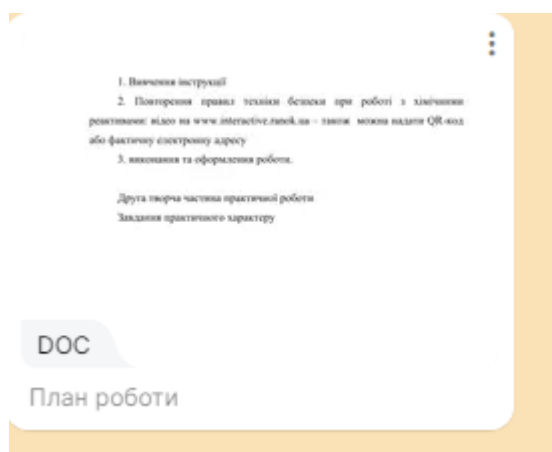 1. Вивчення інструкції
2. Повторення правил техніки безпеки при роботі з хімічними
реактивами: відео на www.interactive.ranok.ua – також можна надати QR-код
або фактичну електронну адресу
3. виконання та оформлення роботи.
Друга творча частина практичної роботи
Завдання практичного характеру
DOC
План роботи